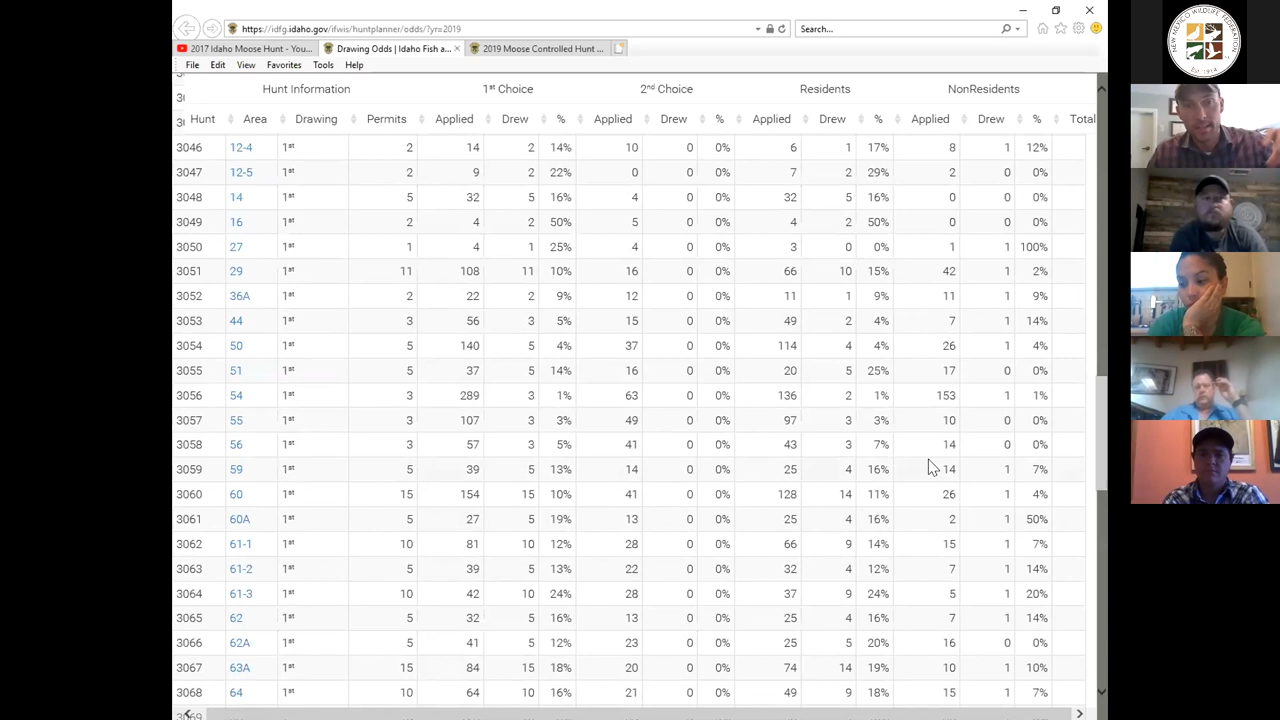 https://idfg.idaho.gov/ifwis/huntplanner/odds/?yr=2019
Search...
2017 Idaho Moose Hunt - You...
Drawing Odds | Idaho Fish a...
2019 Moose Controlled Hunt ...
File Edit View Favorites Tools Help
Hunt Information 1st Choice 2nd Choice Residents NonResidents
Hunt Area Drawing Permits Applied Drew % Applied Drew % Applied Drew % Applied Drew % Total
3046 12-4 1st 2 14 2 14% 10 0 0% 6 1 17% 8 1 12%
3047 12-5 1st 2 9 2 22% 0 0 0% 7 2 29% 2 0 0%
3048 14 1st 5 32 5 16% 4 0 0% 32 5 16% 0 0 0%
3049 16 1st 2 4 2 50% 5 0 0% 4 2 50% 0 0 0%
3050 27 1st 1 4 1 25% 4 0 0% 3 0 0% 1 1 100%
3051 29 1st 11 108 11 10% 16 0 0% 66 10 15% 42 1 2%
3052 36A 1st 2 22 2 9% 12 0 0% 11 1 9% 11 1 9%
3053 44 1st 3 56 3 5% 15 0 0% 49 2 4% 7 1 14%
3054 50 1st 5 140 5 4% 37 0 0% 114 4 4% 26 1 4%
3055 51 1st 5 37 5 14% 16 0 0% 20 5 25% 17 0 0%
3056 54 1st 3 289 3 1% 63 0 0% 136 2 1% 153 1 1%
3057 55 1st 3 107 3 3% 49 0 0% 97 3 3% 10 0 0%
3058 56 1st 3 57 3 5% 41 0 0% 43 3 7% 14 0 0%
3059 59 1st 5 39 5 13% 14 0 0% 25 4 16% 14 1 7%
3060 60 1st 15 154 15 10% 41 0 0% 128 14 11% 26 1 4%
3061 60A 1st 5 27 5 19% 13 0 0% 25 4 16% 2 1 50%
3062 61-1 1st 10 81 10 12% 28 0 0% 66 9 14% 15 1 7%
3063 61-2 1st 5 39 5 13% 22 0 0% 32 4 12% 7 1 14%
3064 61-3 1st 10 42 10 24% 28 0 0% 37 9 24% 5 1 20%
3065 62 1st 5 32 5 16% 13 0 0% 25 4 16% 7 1 14%
3066 62A 1st 5 41 5 12% 23 0 0% 25 5 20% 16 0 0%
3067 63A 1st 15 84 15 18% 20 0 0% 74 14 19% 10 1 10%
3068 64 1st 10 64 10 16% 21 0 0% 49 9 18% 15 1 7%
NEW MEXICO WILDLIFE FEDERATION
EST. 1914